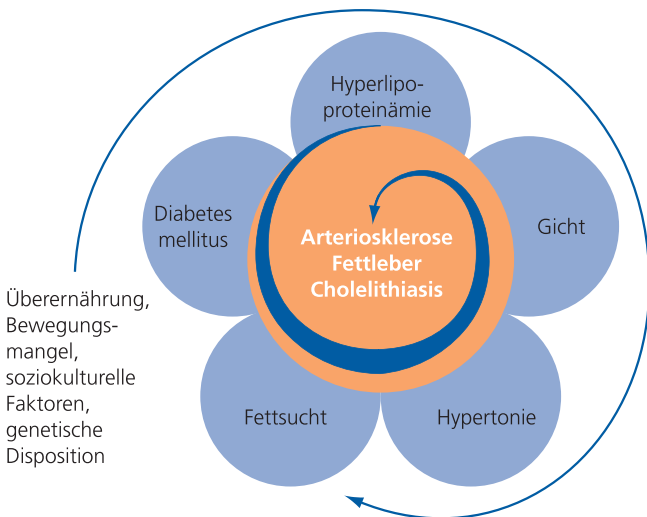 Hyperlipo-
proteinämie
Diabetes
mellitus
Gicht
Arteriosklerose
Fettleber
Cholelithiasis
Überernährung,
Bewegungs-
mangel,
soziokulturelle
Faktoren,
genetische
Disposition
Fettsucht
Hypertonie